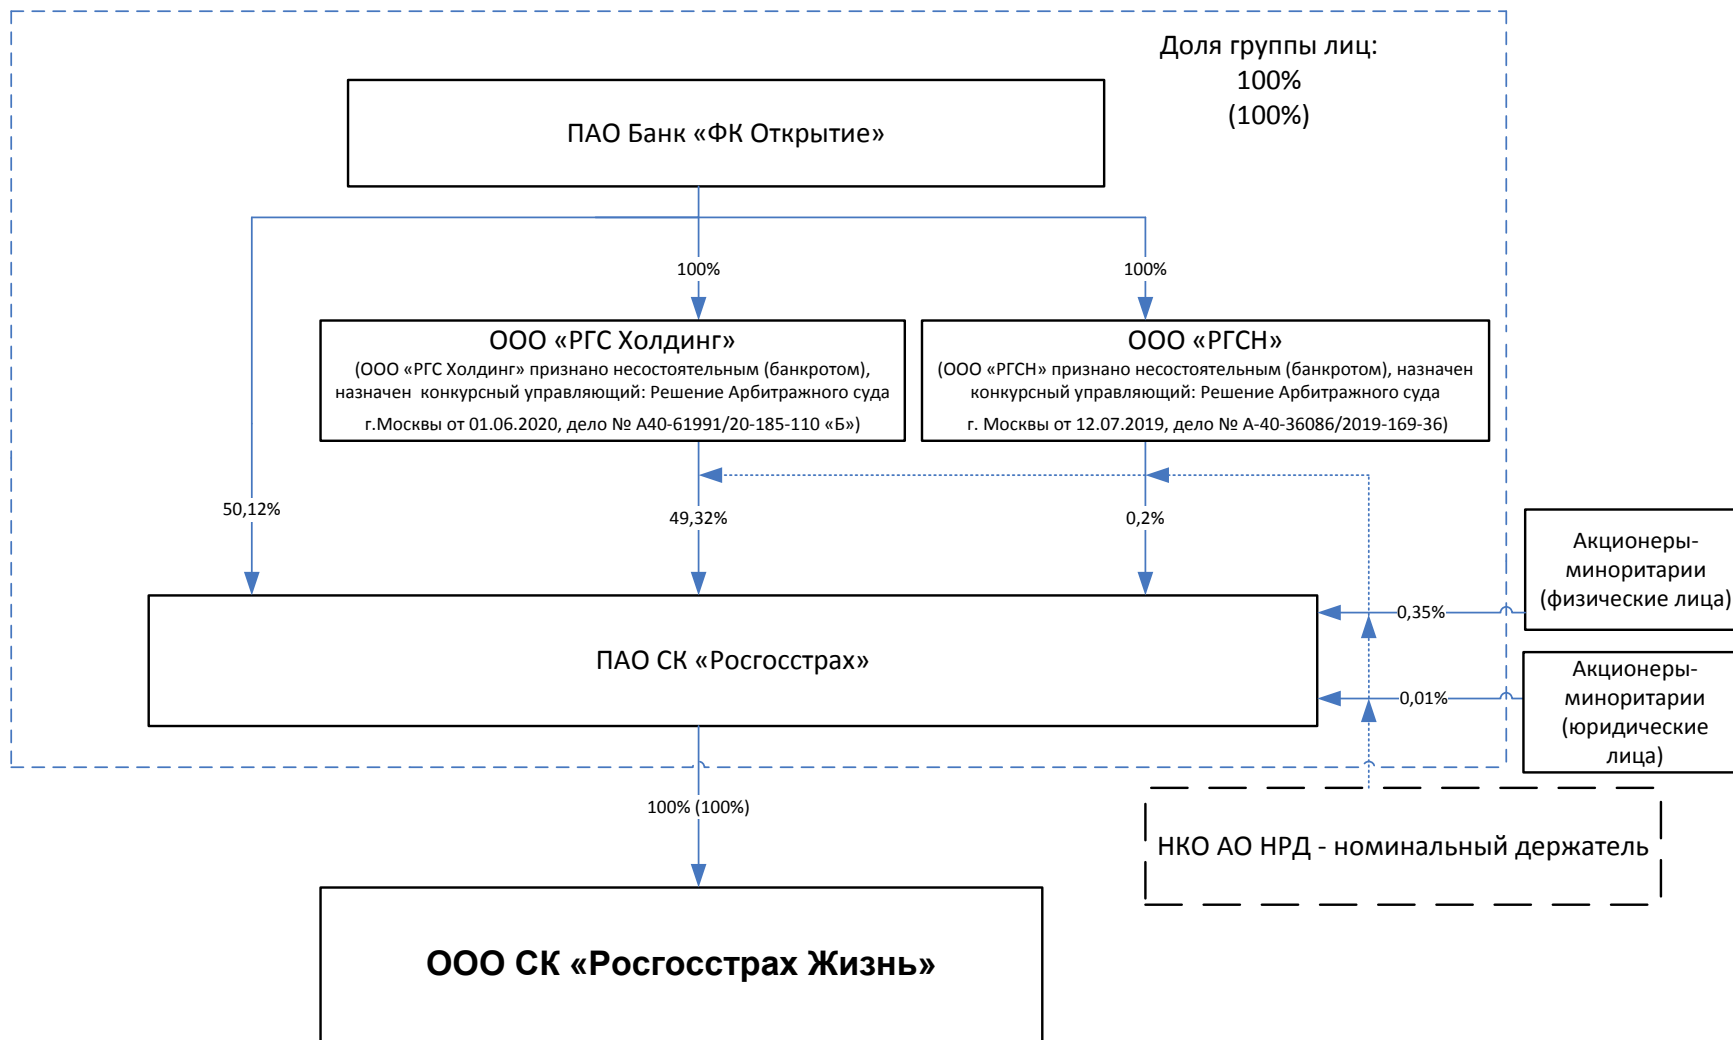 Доля группы лиц:
100%
(100%)
ПАО Банк «ФК Открытие»
100%
100%
ООО «РГС Холдинг»
(ООО «РГС Холдинг» признано несостоятельным (банкротом),
назначен конкурсный управляющий: Решение Арбитражного суда
г.Москвы от 01.06.2020, дело № А40-61991/20-185-110 «Б»)
ООО «РГСН»
(ООО «РГСН» признано несостоятельным (банкротом), назначен
конкурсный управляющий: Решение Арбитражного суда
г. Москвы от 12.07.2019, дело № А-40-36086/2019-169-36)
50,12%
49,32%
0,2%
Акционеры-
миноритарии
(физические лица)
0,35%
ПАО СК «Росгосстрах»
Акционеры-
миноритарии
(юридические
лица)
0,01%
100% (100%)
НКО АО НРД - номинальный держатель
ООО СК «Росгосстрах Жизнь»